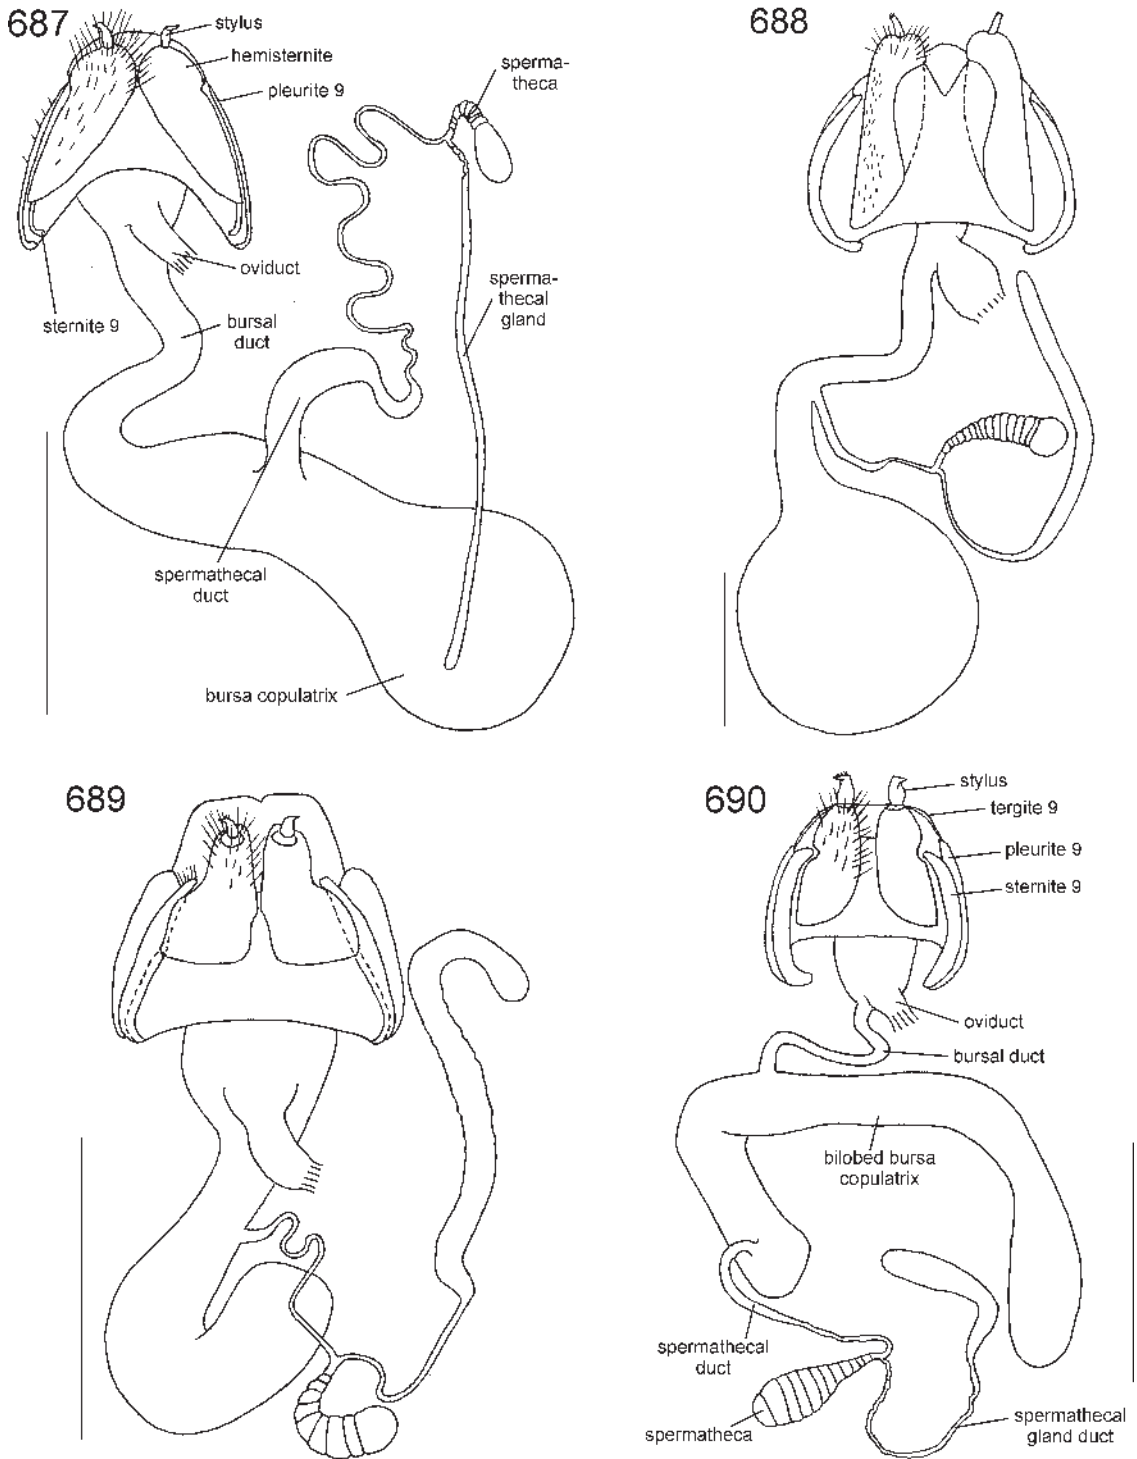 687
stylus
hemisternite
pleurite 9
sperma-
theca
oviduct
sternite 9
bursal
duct
sperma-
thecal
gland
spermathecal
duct
bursa copulatrix
688
689
690
stylus
tergite 9
pleurite 9
sternite 9
oviduct
bursal duct
bilobed bursa
copulatrix
spermathecal
duct
spermatheca
spermathecal
gland duct